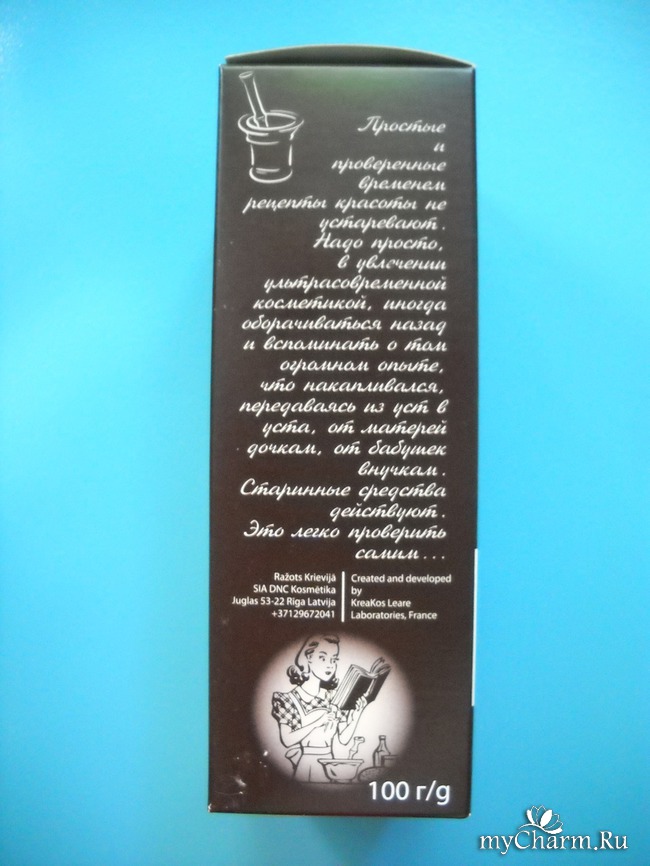 Простые
и
проверенные
временем
рецепты красоты не
устаревают.
Надо просто,
в увлечении
ультрасовременной
косметикой, иногда
оборачиваться назад
и вспоминать о том
огромном опыте,
что накапливался,
передаваясь из уст в
уста, от матерей
дочкам, от бабушек
внучкам.
Старинные средства
действуют.
Это легко проверить
самим...
Ražots Krievijā
SIA DNC Kosmētika
Juglas 53-22 Rīga Latvija
+37129672041
Created and developed
by
KreaKos Leare
Laboratories, France
100 г/g
myCharm.Ru